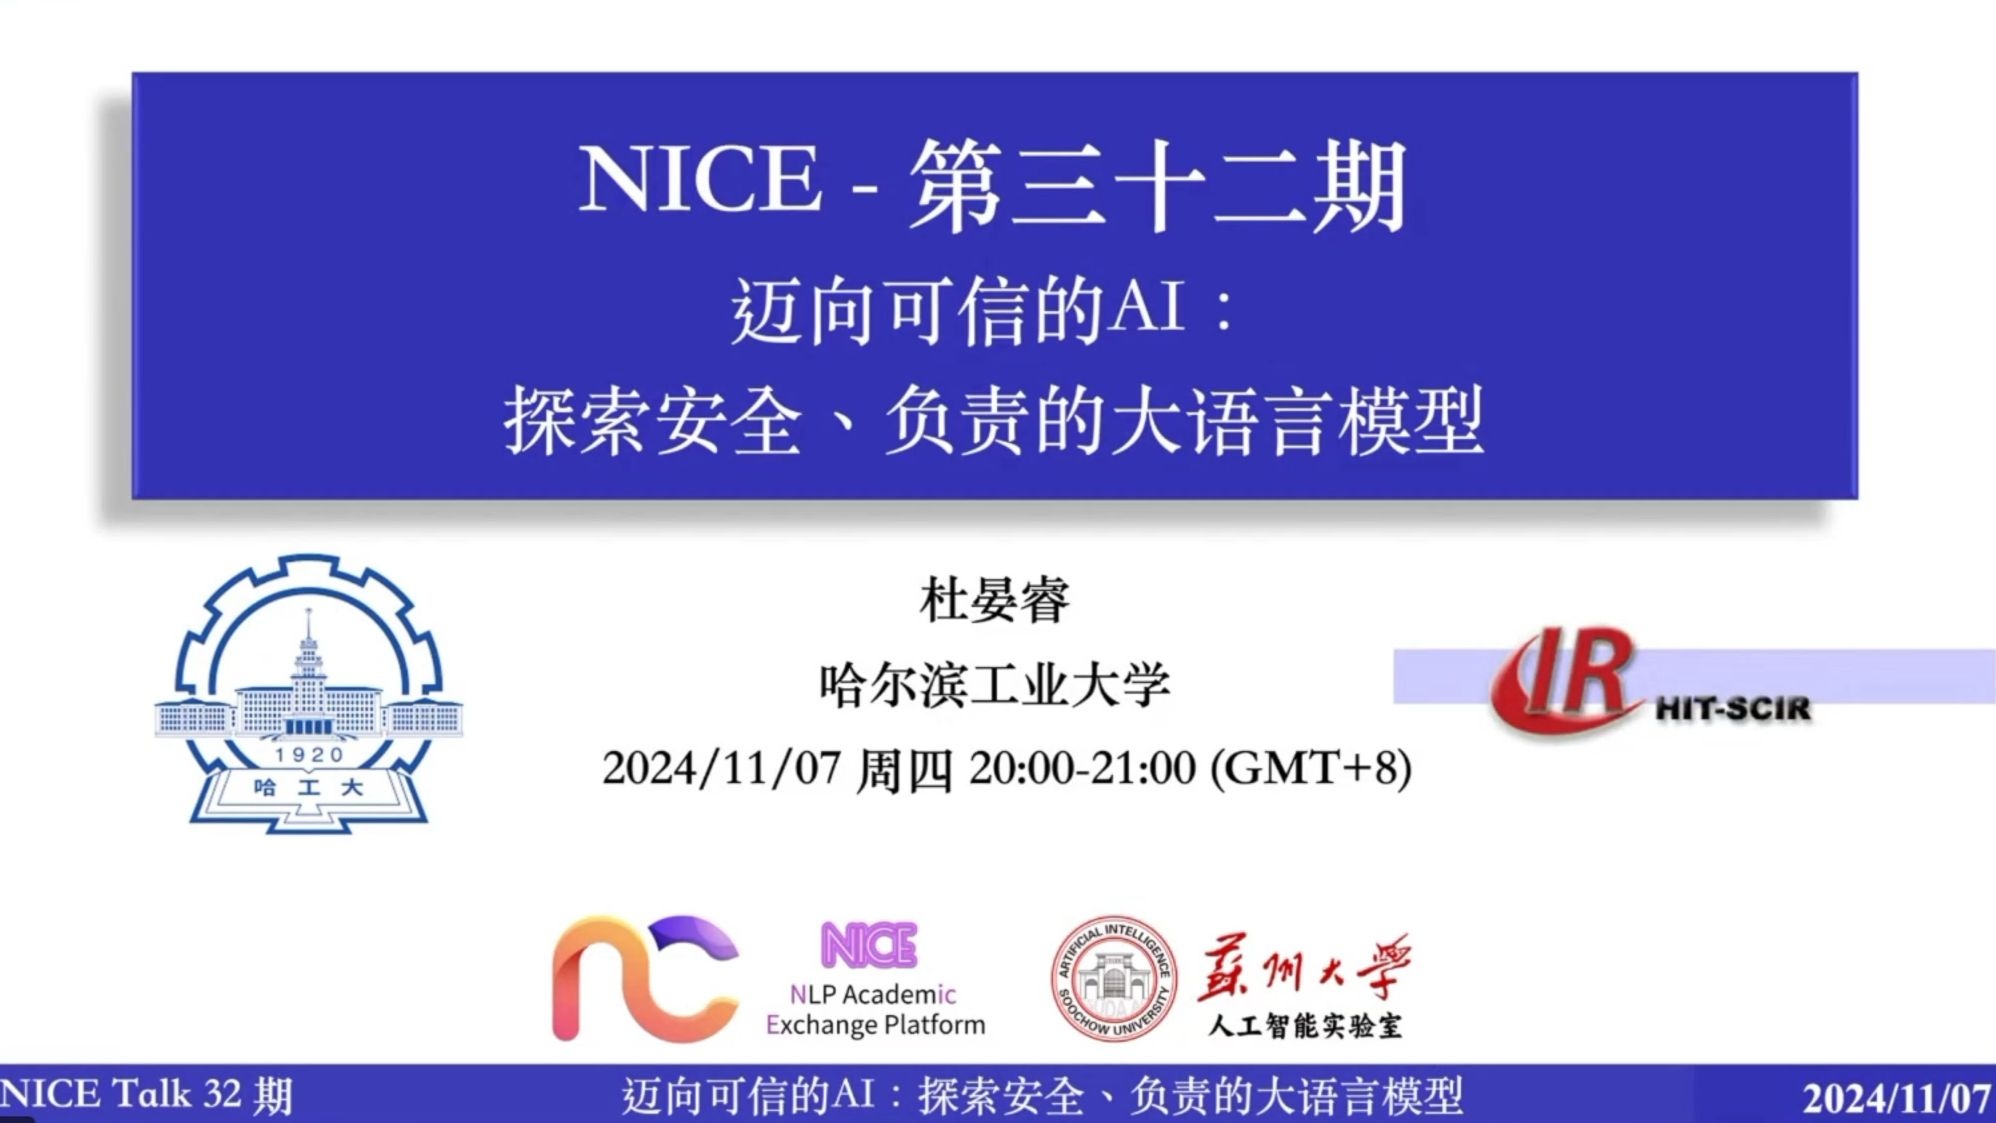 NICE - 第三十二期
迈向可信的AI：
探索安全、负责的大语言模型
杜晏睿
哈尔滨工业大学
2024/11/07 周四 20:00-21:00 (GMT+8)
1920
哈工大
IR
HIT-SCIR
nc
NICE
NLP Academic
Exchange Platform
ARTIFICIAL INTELLIGENCE
SOOCHOW UNIVERSITY
蘇州大學
人工智能实验室
NICE Talk 32 期
迈向可信的AI：探索安全、负责的大语言模型
2024/11/07